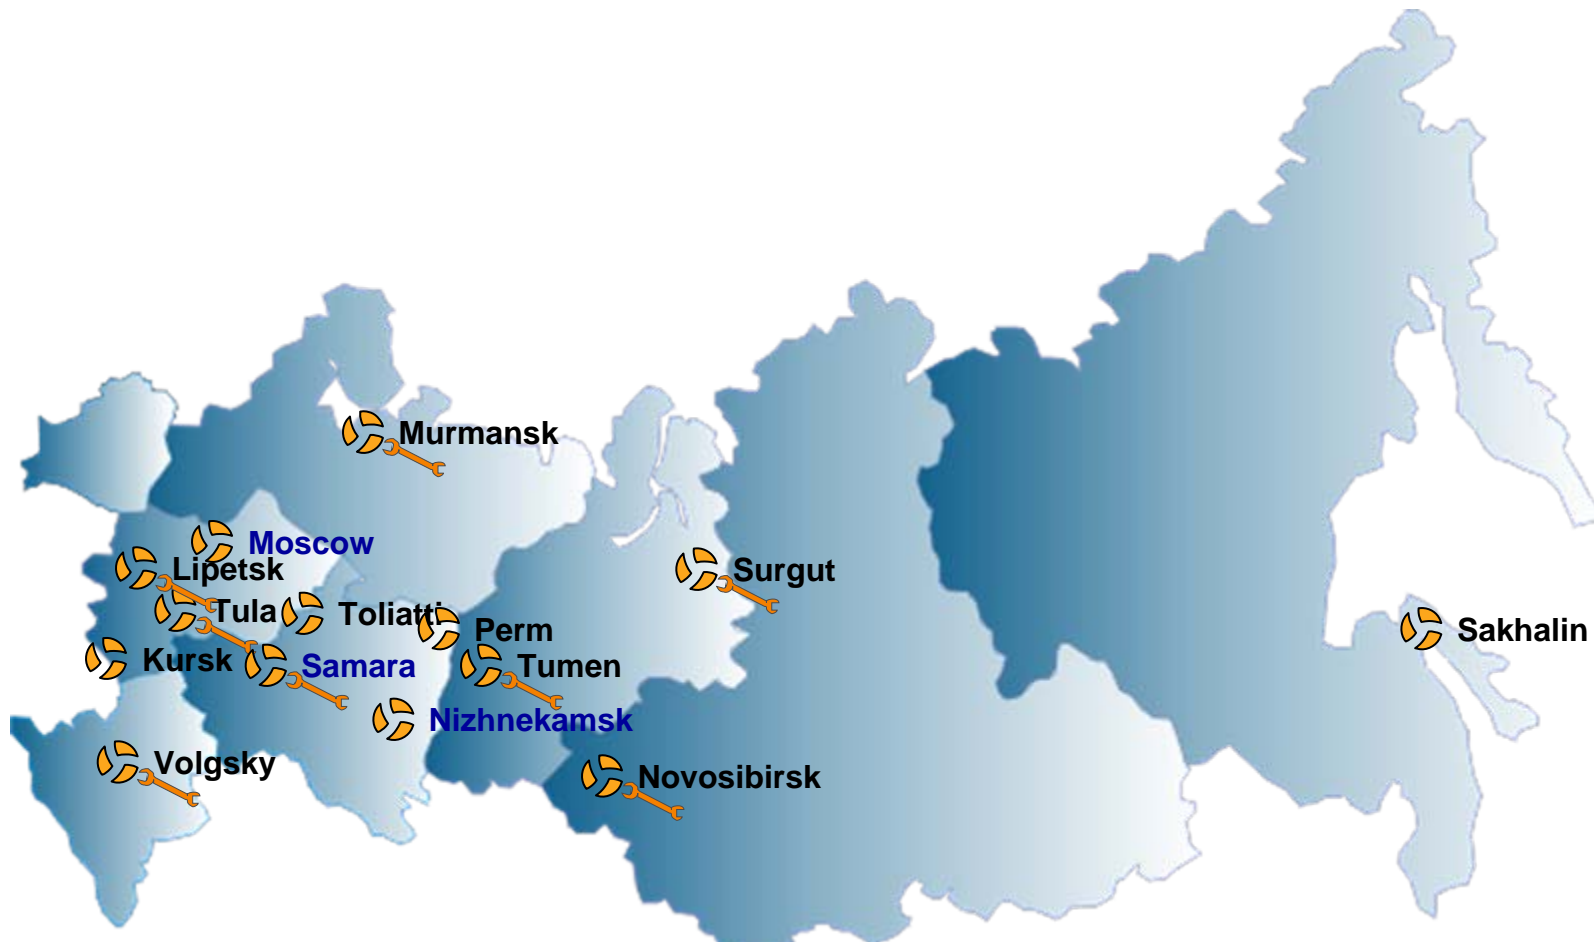 Murmansk
Moscow
Lipetsk
Surgut
Tula
Toliatti
Perm
Sakhalin
Kursk
Samara
Tumen
Nizhnekamsk
Volgsky
Novosibirsk